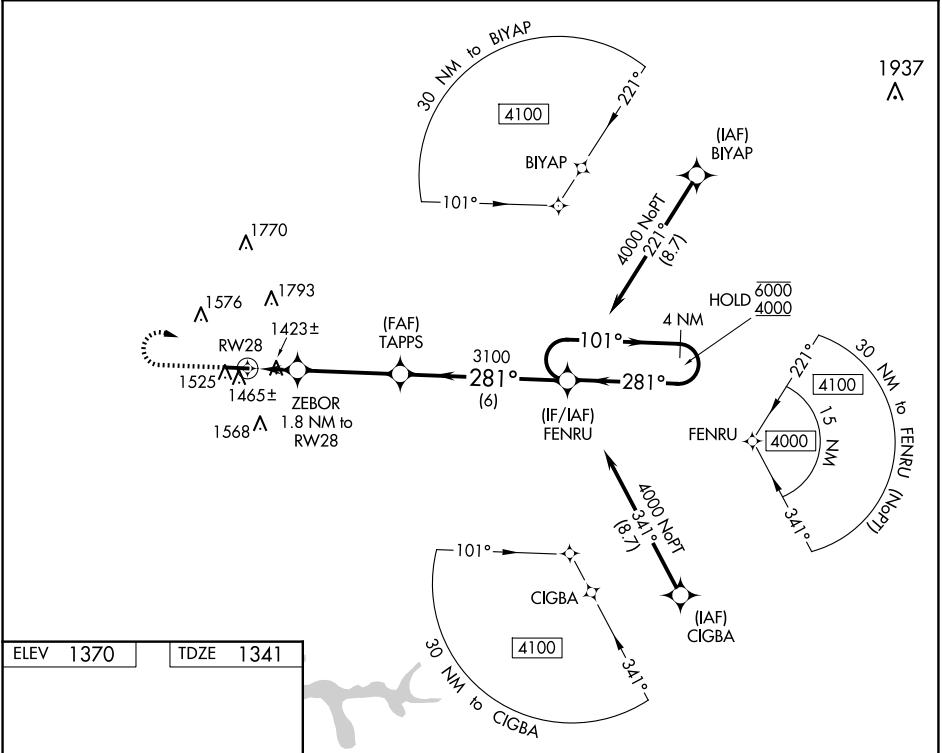 30 NM to BIYAP
4100
221°
BIYAP
101°
1937
(IAF)
BIYAP
4000 NoPT
221°
(8.7)
1770
1576
1793
1423±
RW28
1525
1465±
1568
ZEBOR
1.8 NM to
RW28
(FAF)
TAPPS
3100
281°
(6)
(IF/IAF)
FENRU
101°
281°
4 NM
HOLD
6000
4000
FENRU
221°
4100
4000
15 NM
341°
30 NM to FENRU (NoPT)
4000 NoPT
341°
(8.7)
(IAF)
CIGBA
101°
CIGBA
4100
341°
30 NM to CIGBA
ELEV 1370
TDZE 1341